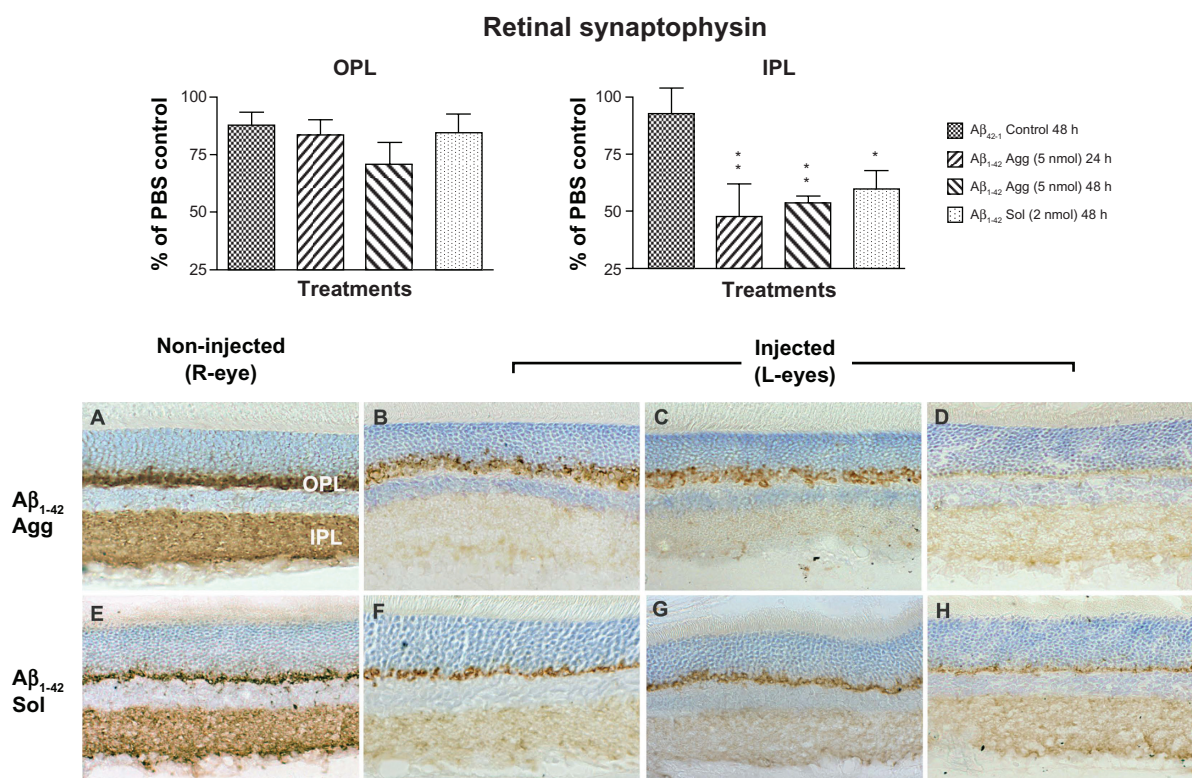 Retinal synaptophysin
OPL
% of PBS control
100
75
50
25
Treatments
IPL
% of PBS control
100
75
50
25
* *
* *
*
Treatments
Aβ42-1 Control 48 h
Aβ1-42 Agg (5 nmol) 24 h
Aβ1-42 Agg (5 nmol) 48 h
Aβ1-42 Sol (2 nmol) 48 h
Non-injected
(R-eye)
Injected
(L-eyes)
Aβ1-42
Agg
A
OPL
IPL
B
C
D
Aβ1-42
Sol
E
F
G
H